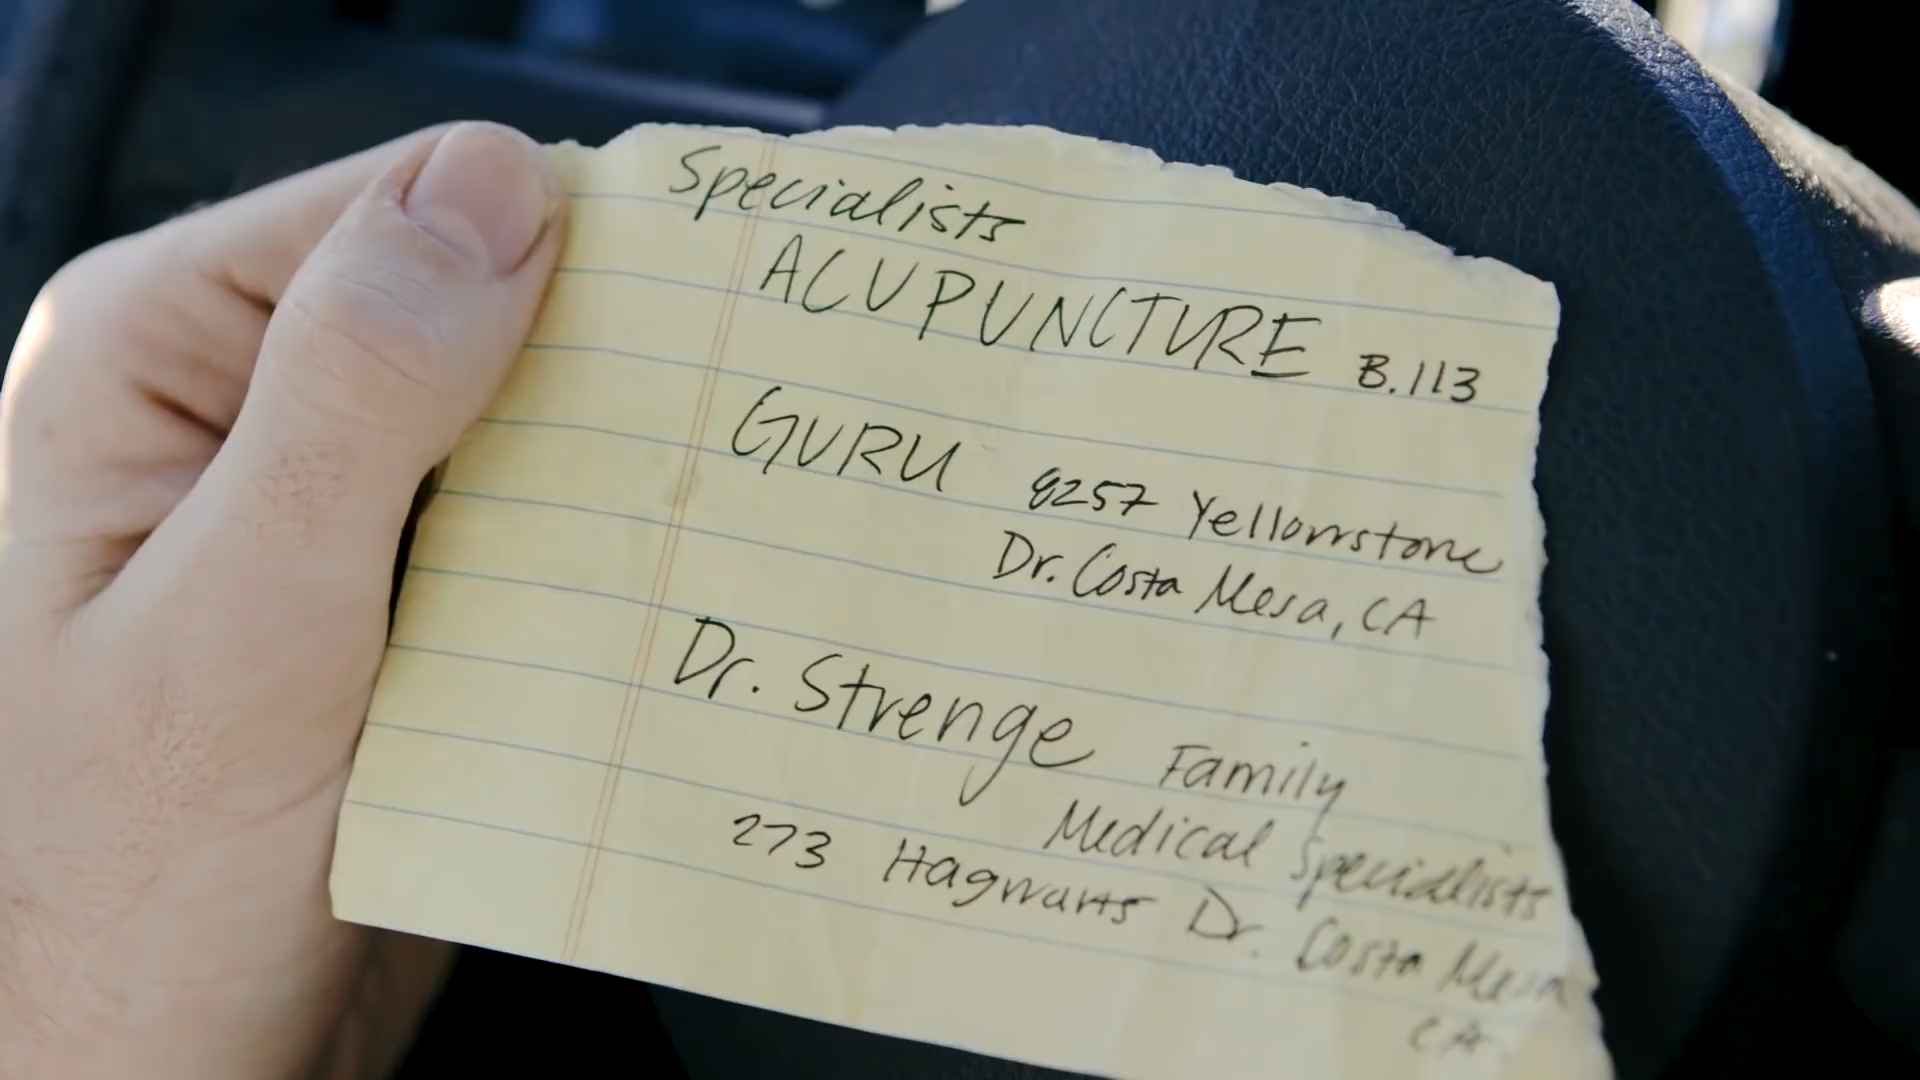 Specialists
ACUPUNCTURE B.113
GURU 8257 Yellowstone
Dr. Costa Mesa, CA
Dr. Strenge Family
Medical Specialists
273 Hagwarts Dr. Costa Mesa
CA